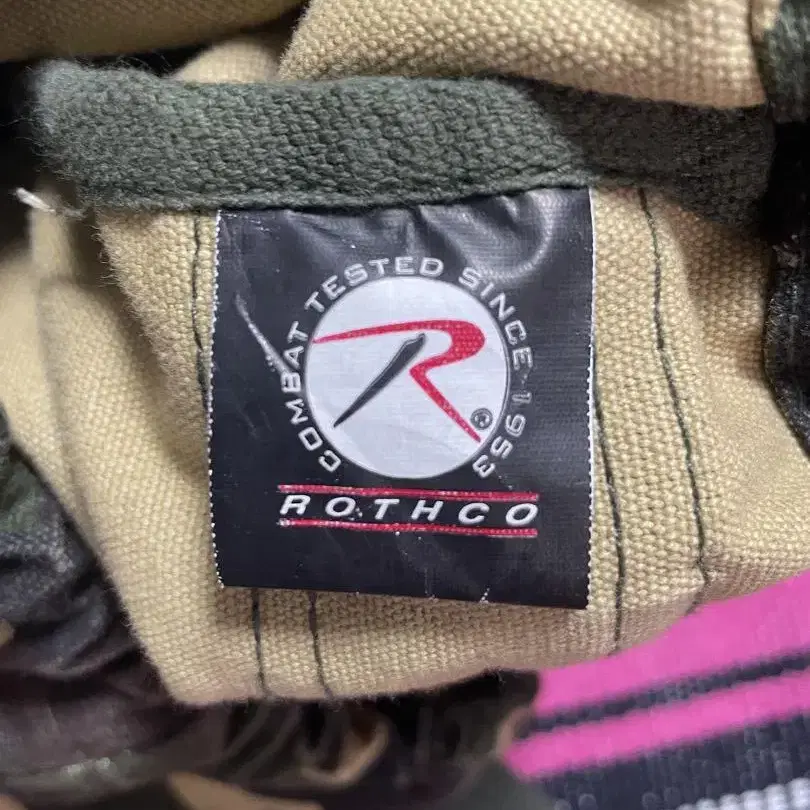 COMBAT TESTED SINCE 1953
R
®
ROTHCO